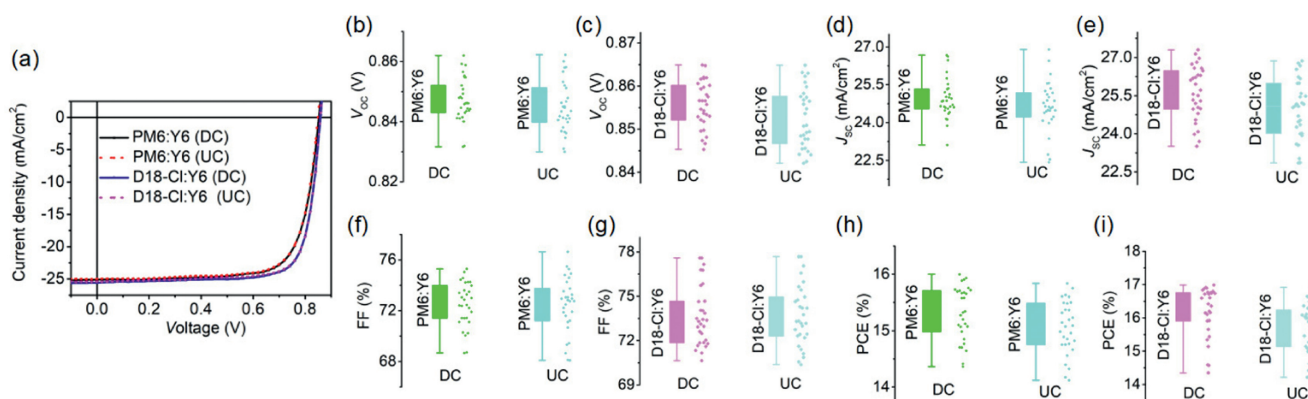 (a)
Current density (mA/cm²)
5
0
-5
-10
-15
-20
-25
PM6:Y6 (DC)
PM6:Y6 (UC)
D18-Cl:Y6 (DC)
D18-Cl:Y6 (UC)
0.0 0.2 0.4 0.6 0.8
Voltage (V)
(b)
Voc (V)
0.86
0.84
0.82
PM6:Y6
PM6:Y6
DC UC
(c)
Voc (V)
0.87
0.86
0.85
0.84
D18-Cl:Y6
D18-Cl:Y6
DC UC
(d)
Jsc (mA/cm²)
27.0
25.5
24.0
22.5
PM6:Y6
PM6:Y6
DC UC
(e)
Jsc (mA/cm²)
27.0
25.5
24.0
22.5
D18-Cl:Y6
D18-Cl:Y6
DC UC
(f)
FF (%)
76
72
68
PM6:Y6
PM6:Y6
DC UC
(g)
FF (%)
78
75
72
69
D18-Cl:Y6
D18-Cl:Y6
DC UC
(h)
PCE (%)
16
15
14
PM6:Y6
PM6:Y6
DC UC
(i)
PCE (%)
18
17
16
15
14
D18-Cl:Y6
D18-Cl:Y6
DC UC